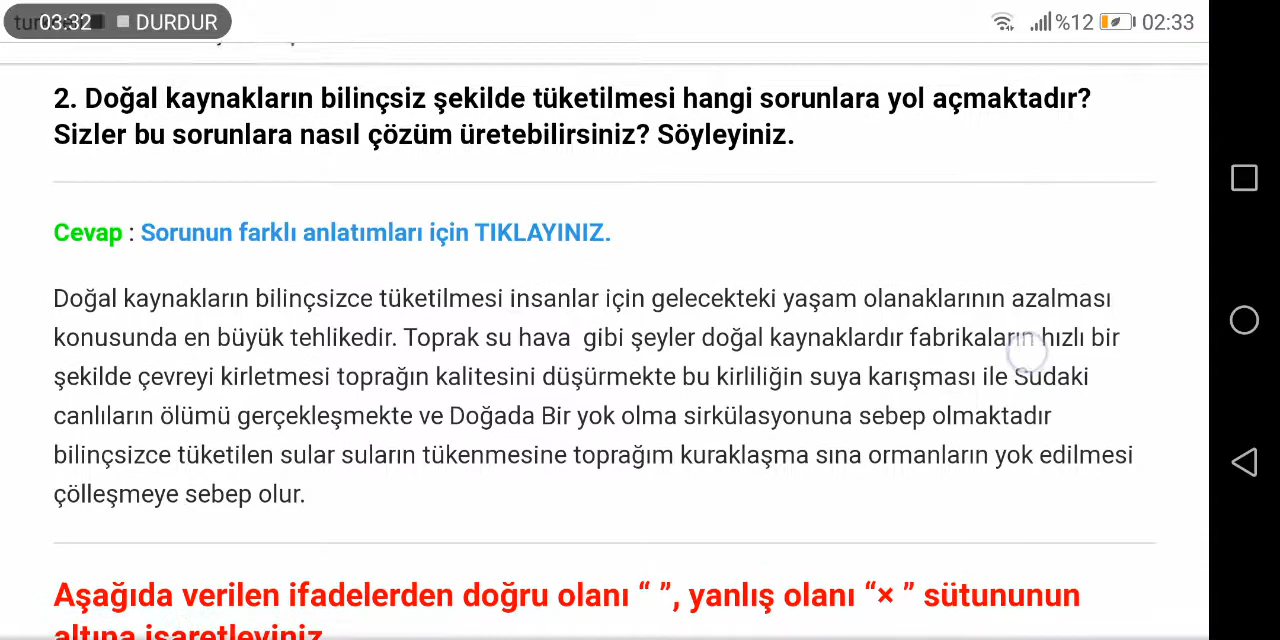 03:32 DURDUR %12 02:33
2. Doğal kaynakların bilinçsiz şekilde tüketilmesi hangi sorunlara yol açmaktadır?
Sizler bu sorunlara nasıl çözüm üretebilirsiniz? Söyleyiniz.
Cevap : Sorunun farklı anlatımları için TIKLAYINIZ.
Doğal kaynakların bilinçsizce tüketilmesi insanlar için gelecekteki yaşam olanaklarının azalması
konusunda en büyük tehlikedir. Toprak su hava gibi şeyler doğal kaynaklardır fabrikaların hızlı bir
şekilde çevreyi kirletmesi toprağın kalitesini düşürmekte bu kirliliğin suya karışması ile Sudaki
canlıların ölümü gerçekleşmekte ve Doğada Bir yok olma sirkülasyonuna sebep olmaktadır
bilinçsizce tüketilen sular suların tükenmesine toprağım kuraklaşma sına ormanların yok edilmesi
çölleşmeye sebep olur.
Aşağıda verilen ifadelerden doğru olanı “ ”, yanlış olanı “× ” sütununun
altına işaretleyiniz